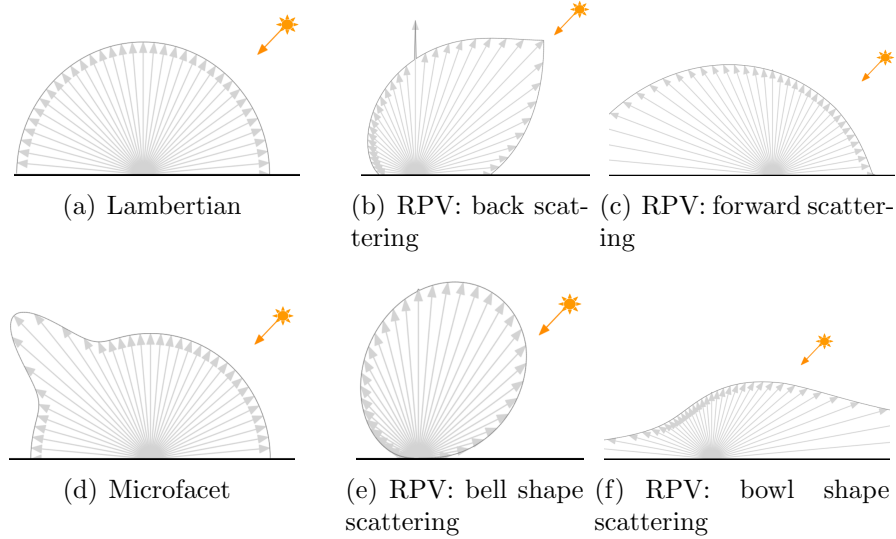 (a) Lambertian
(b) RPV: back scat-
tering
(c) RPV: forward scatter-
ing
(d) Microfacet
(e) RPV: bell shape
scattering
(f) RPV: bowl shape
scattering